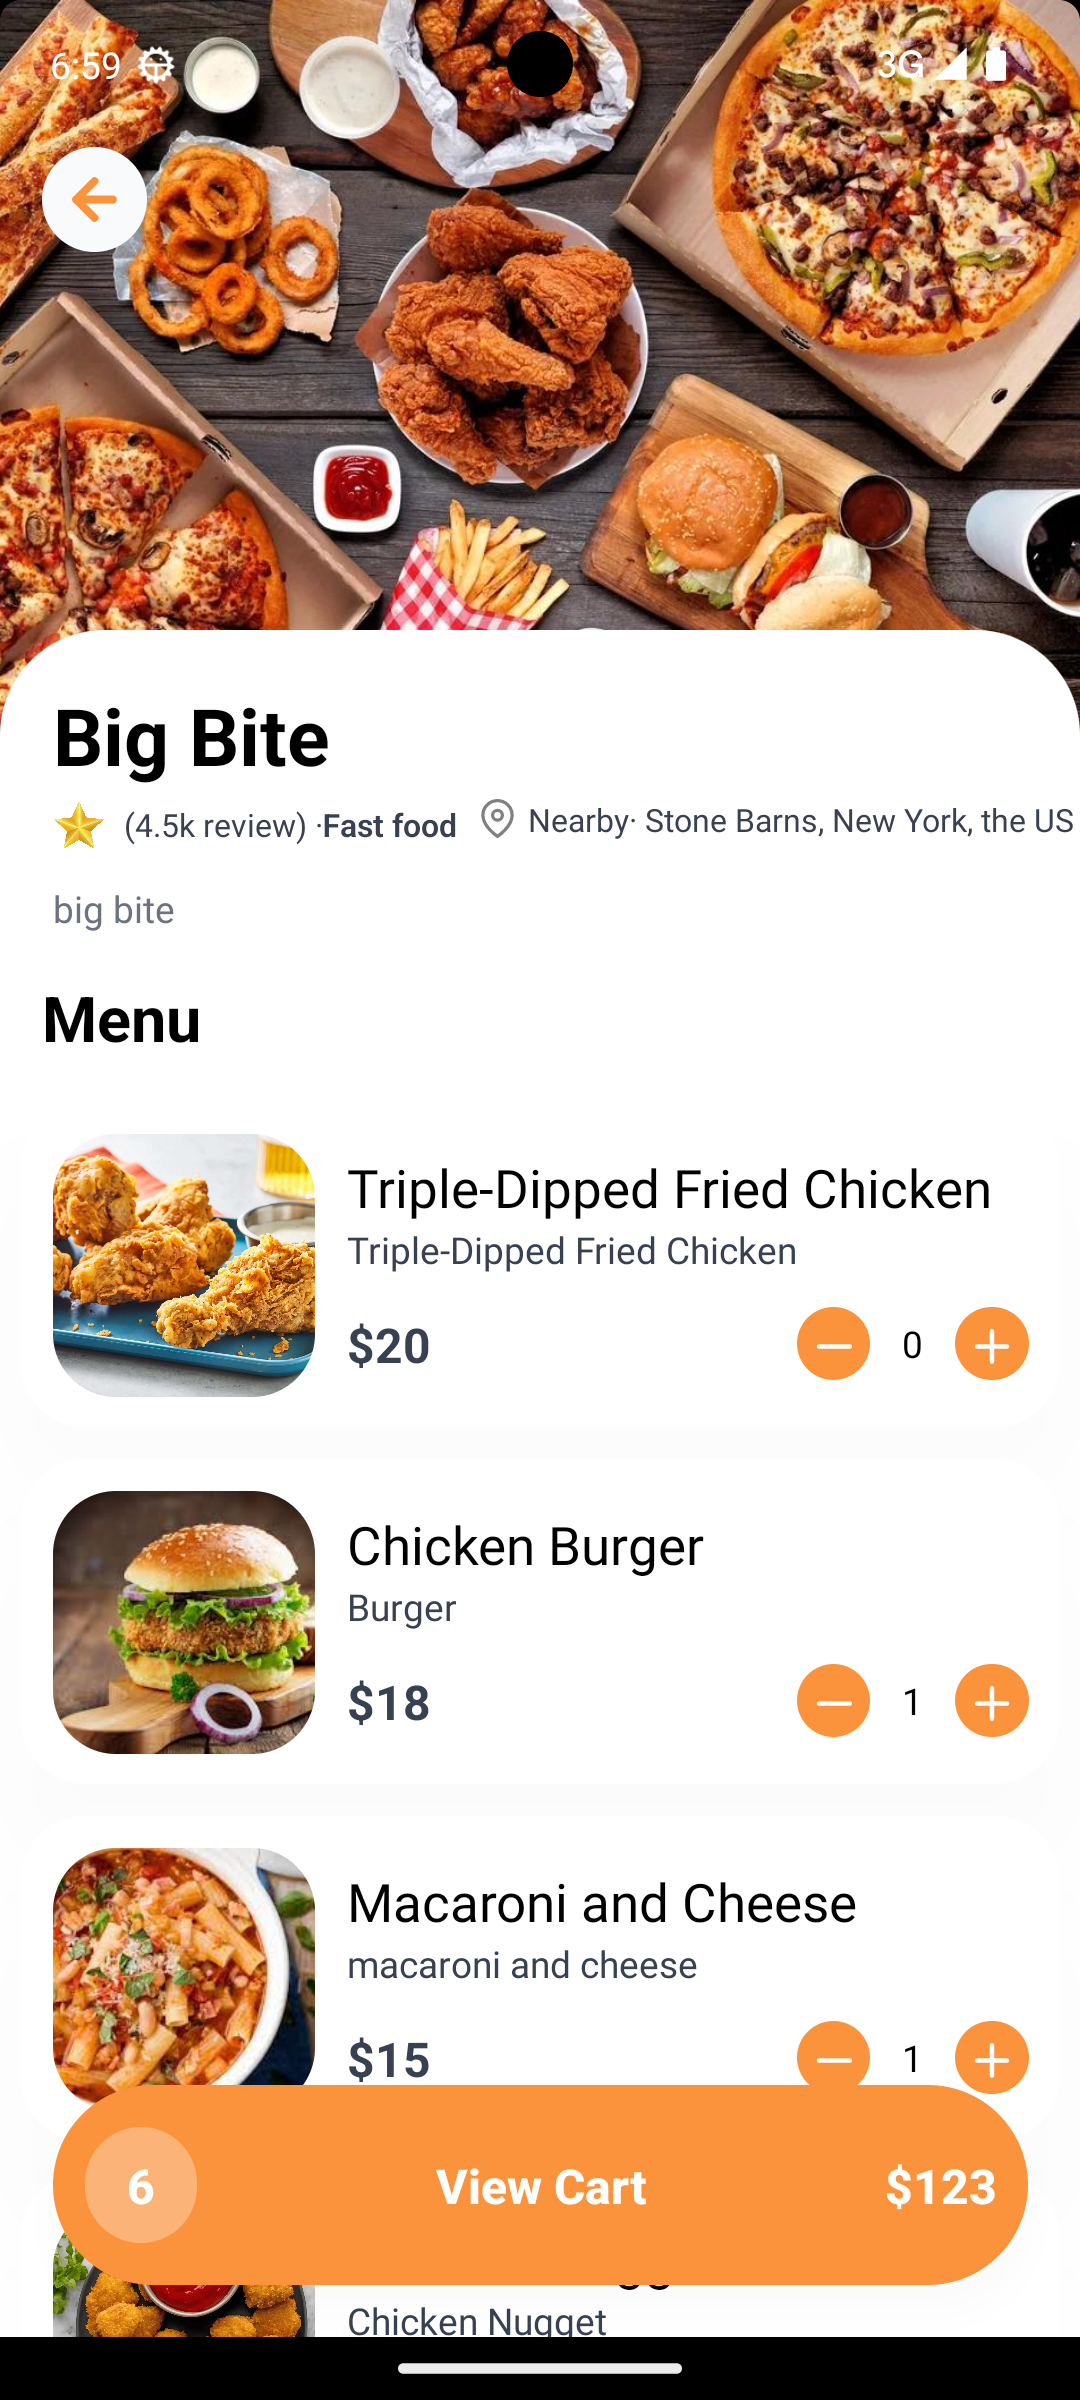 6:59 3G
Big Bite
(4.5k review) ·Fast food Nearby· Stone Barns, New York, the US
big bite
Menu
Triple-Dipped Fried Chicken
Triple-Dipped Fried Chicken
$20 0
Chicken Burger
Burger
$18 1
Macaroni and Cheese
macaroni and cheese
$15 1
6 View Cart $123
Chicken Nugget